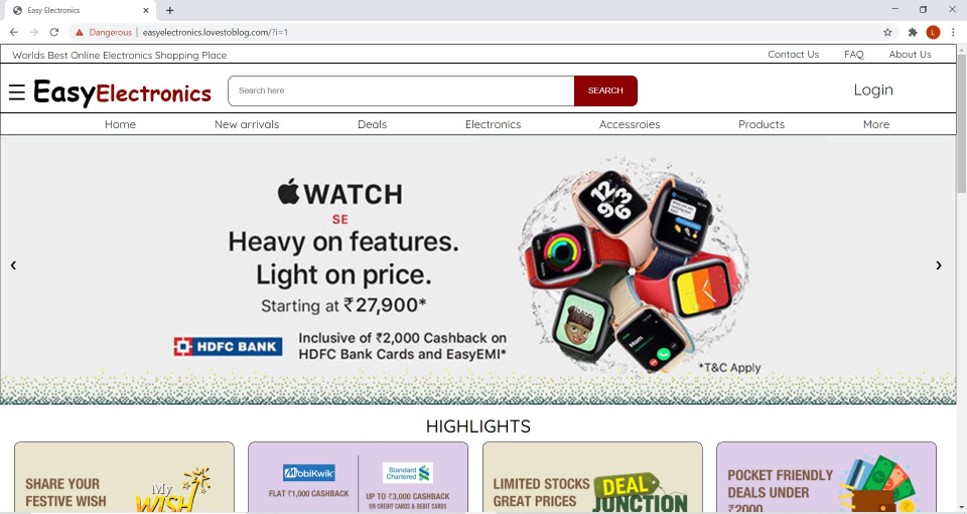 Easy Electronics
Dangerous | easyelectronics.lovestoblog.com/?i=1
L
Worlds Best Online Electronics Shopping Place
Contact Us FAQ About Us
EasyElectronics
Search here
SEARCH
Login
Home New arrivals Deals Electronics Accessroies Products More
WATCH
SE
Heavy on features.
Light on price.
Starting at ₹27,900*
HDFC BANK
Inclusive of ₹2,000 Cashback on
HDFC Bank Cards and EasyEMI*
*T&C Apply
HIGHLIGHTS
SHARE YOUR
FESTIVE WISH
My
WISH
MobiKwik
FLAT ₹1,000 CASHBACK
Standard
Chartered
UP TO ₹3,000 CASHBACK
ON CREDIT CARDS & DEBIT CARDS
LIMITED STOCKS
GREAT PRICES
DEAL
JUNCTION
POCKET FRIENDLY
DEALS UNDER
₹2000